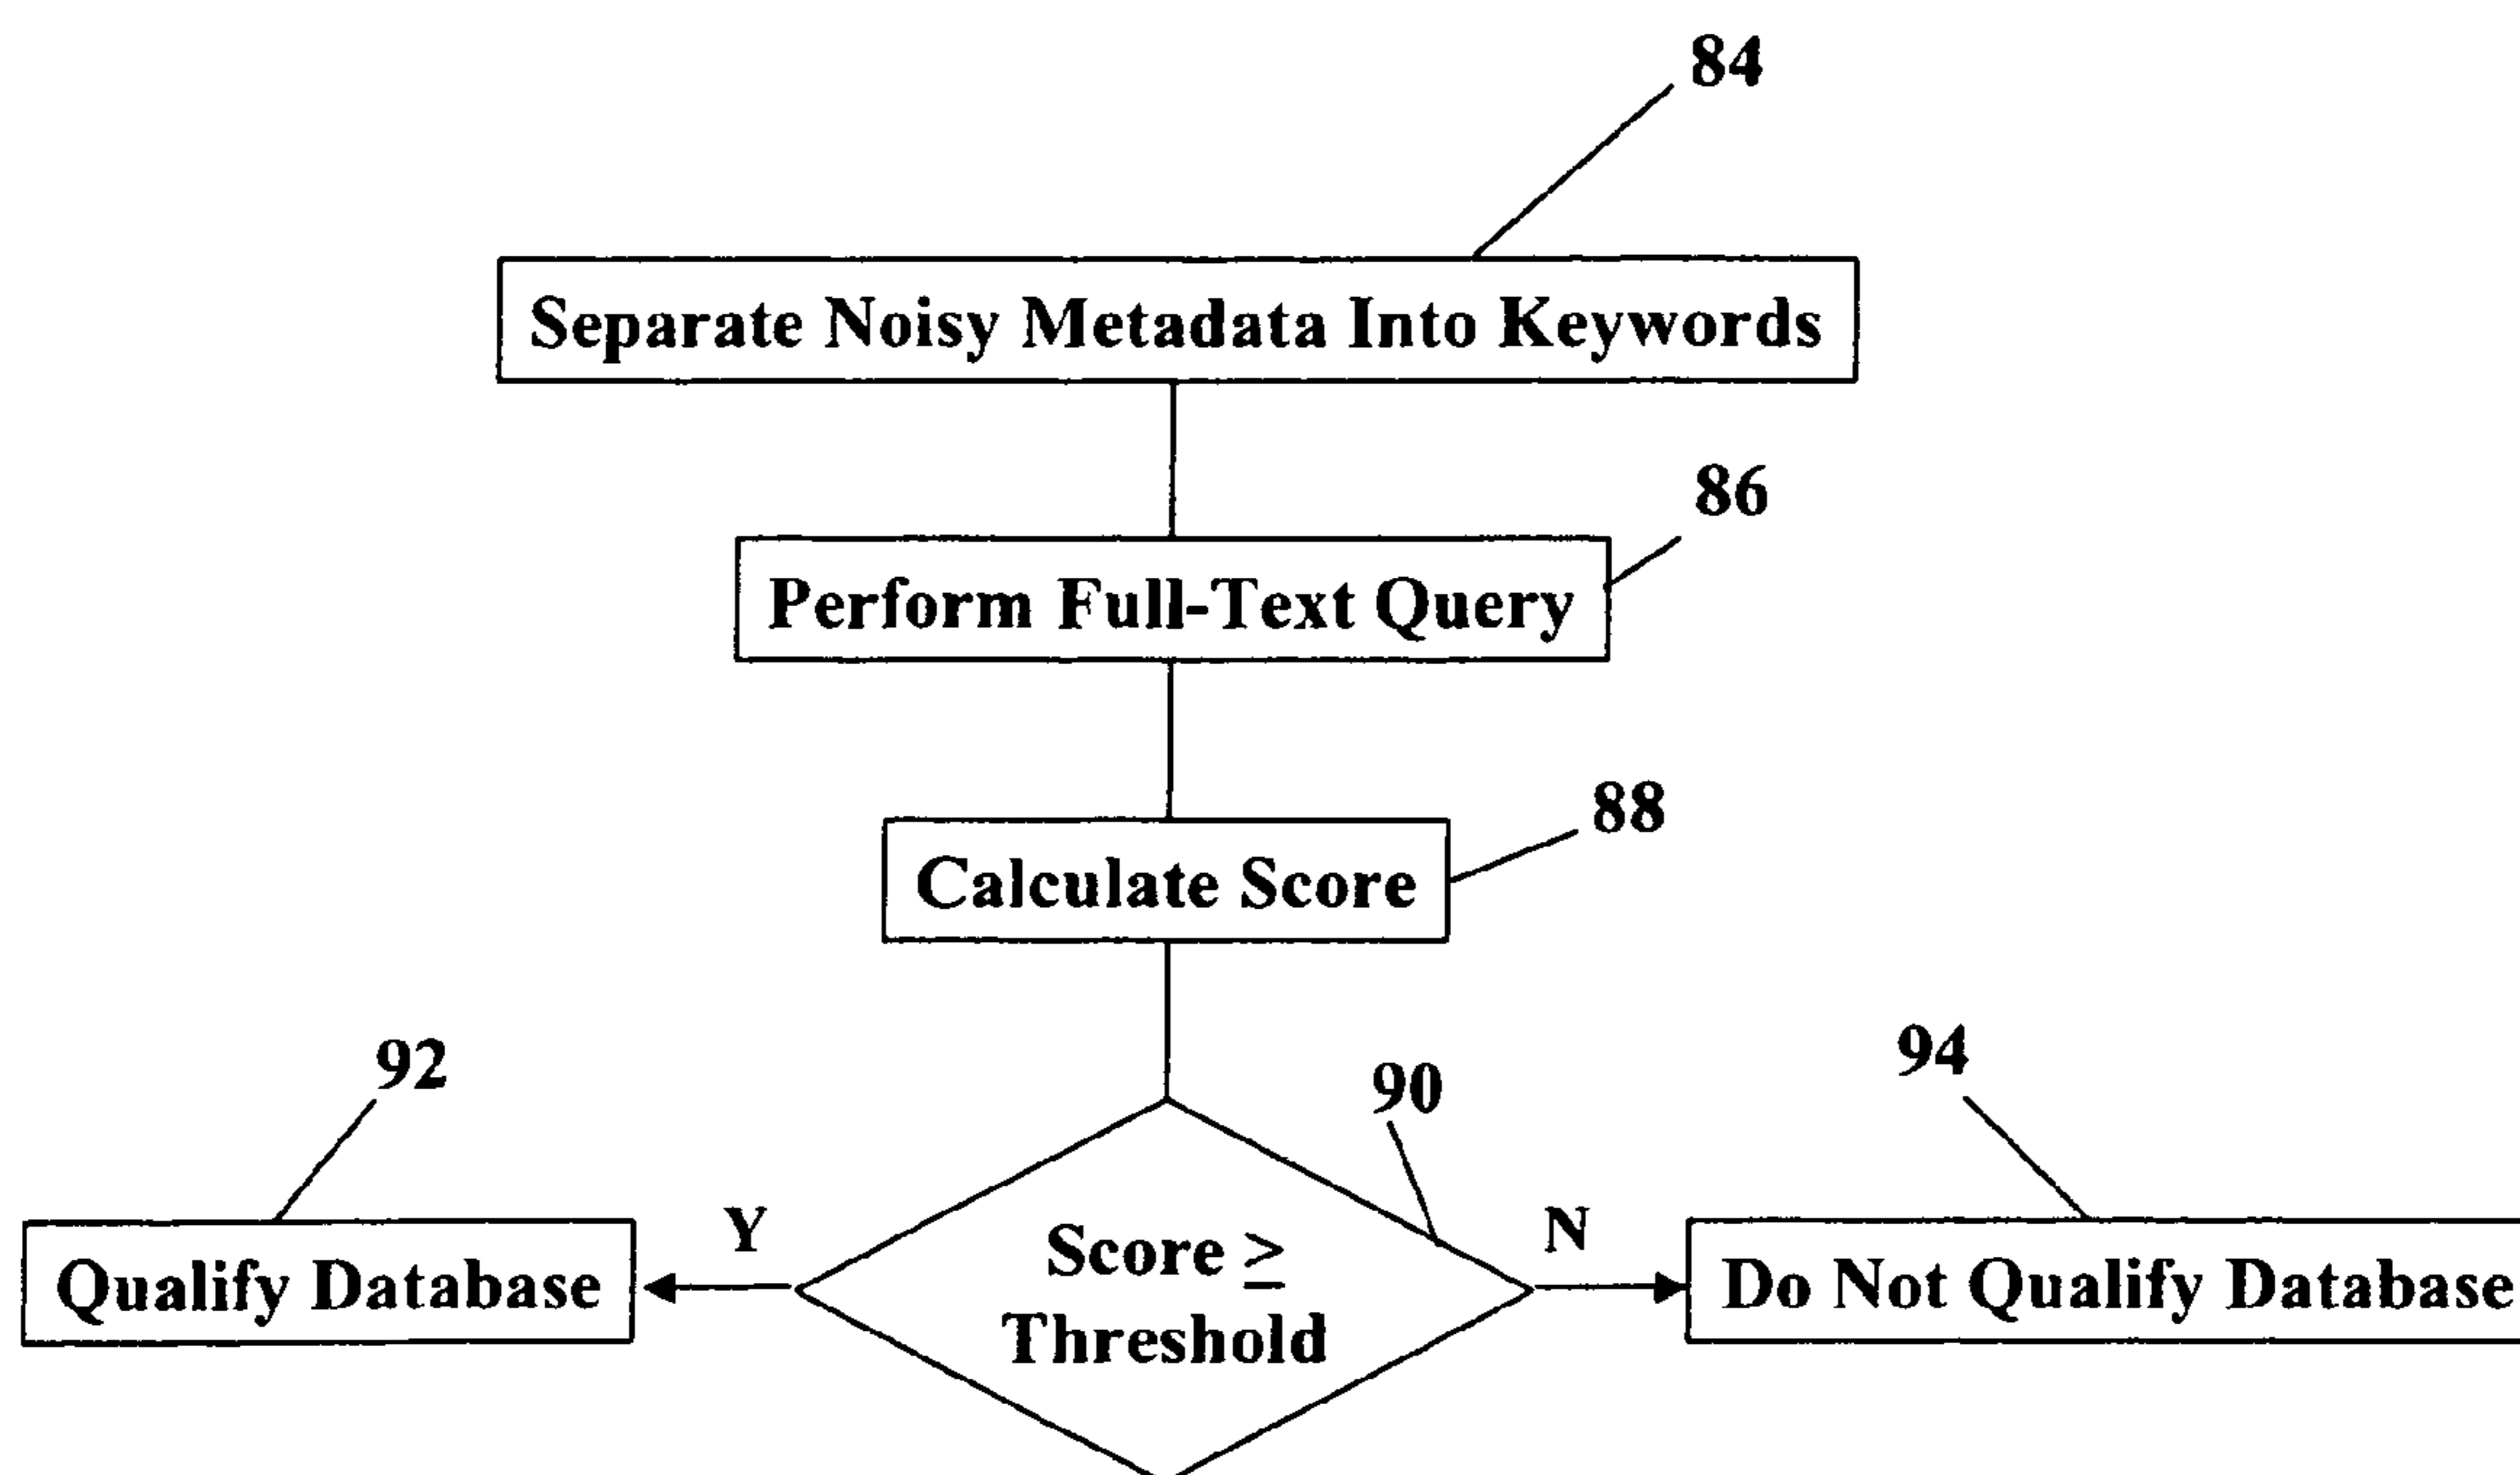 84
Separate Noisy Metadata Into Keywords
86
Perform Full-Text Query
88
Calculate Score
92
90
94
Y
N
Qualify Database
Score ≥
Threshold
Do Not Qualify Database